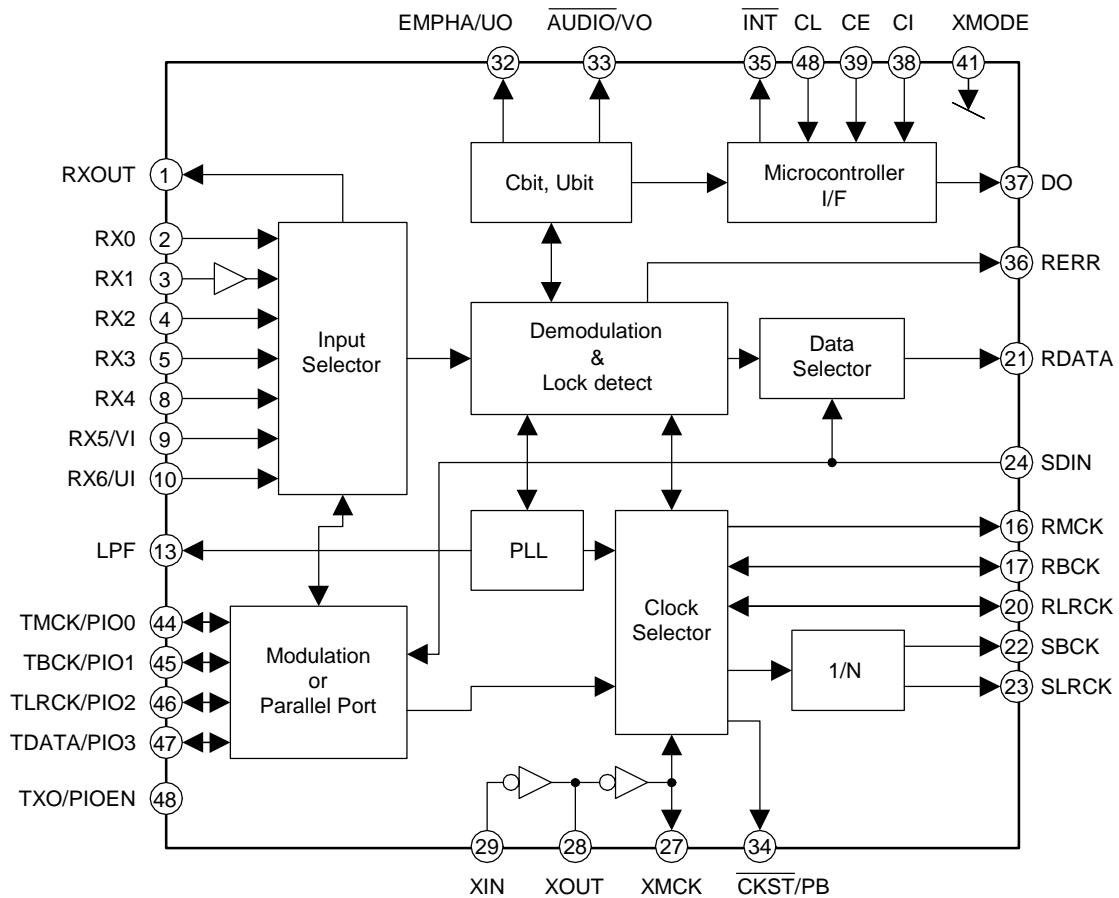 EMPHA/UO
AUDIO/VO
INT
CL
CE
CI
XMODE
32
33
35
48
39
38
41
RXOUT
1
Cbit, Ubit
Microcontroller
I/F
37
DO
RX0
2
RX1
3
RX2
4
RX3
5
RX4
8
RX5/VI
9
RX6/UI
10
Input
Selector
Demodulation
&
Lock detect
Data
Selector
36
RERR
21
RDATA
24
SDIN
LPF
13
PLL
Clock
Selector
16
RMCK
17
RBCK
20
RLRCK
22
SBCK
23
SLRCK
1/N
TMCK/PIO0
44
TBCK/PIO1
45
TLRCK/PIO2
46
TDATA/PIO3
47
Modulation
or
Parallel Port
TXO/PIOEN
48
29
28
27
34
XIN
XOUT
XMCK
CKST/PB